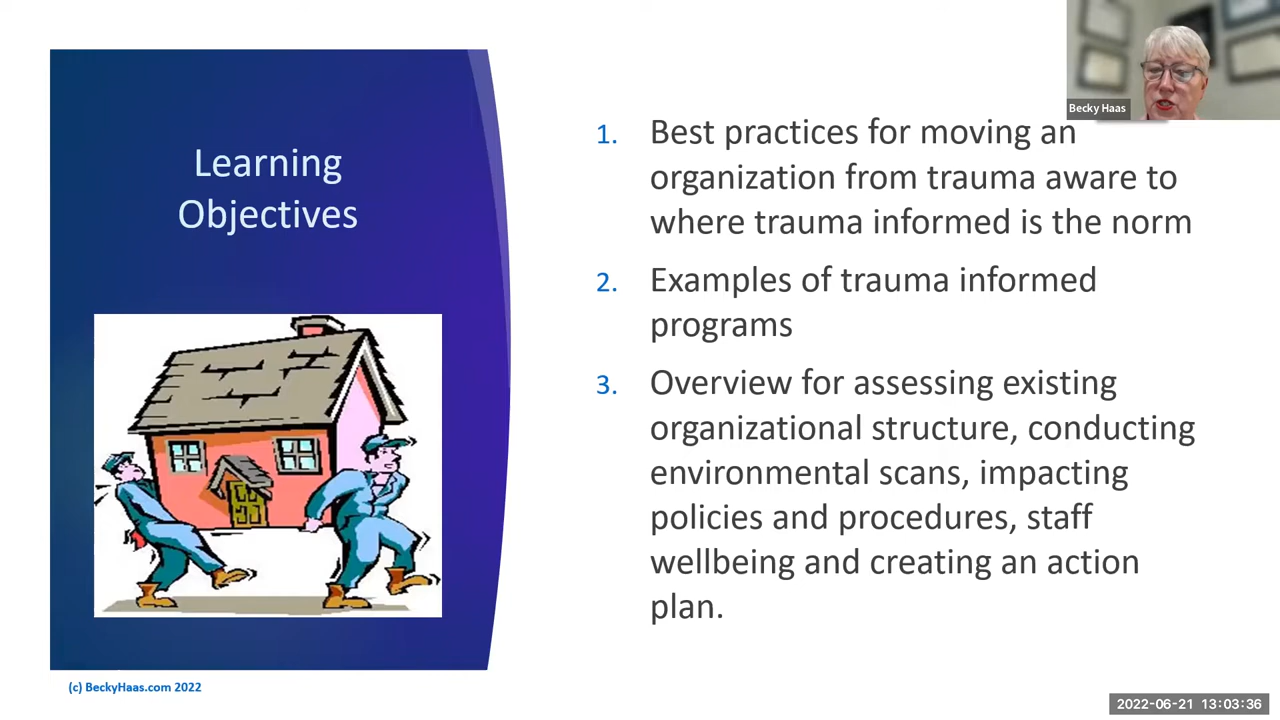 Learning
Objectives
Becky Haas
1. Best practices for moving an
organization from trauma aware to
where trauma informed is the norm
2. Examples of trauma informed
programs
3. Overview for assessing existing
organizational structure, conducting
environmental scans, impacting
policies and procedures, staff
wellbeing and creating an action
plan.
(c) BeckyHaas.com 2022
2022-06-21 13:03:36